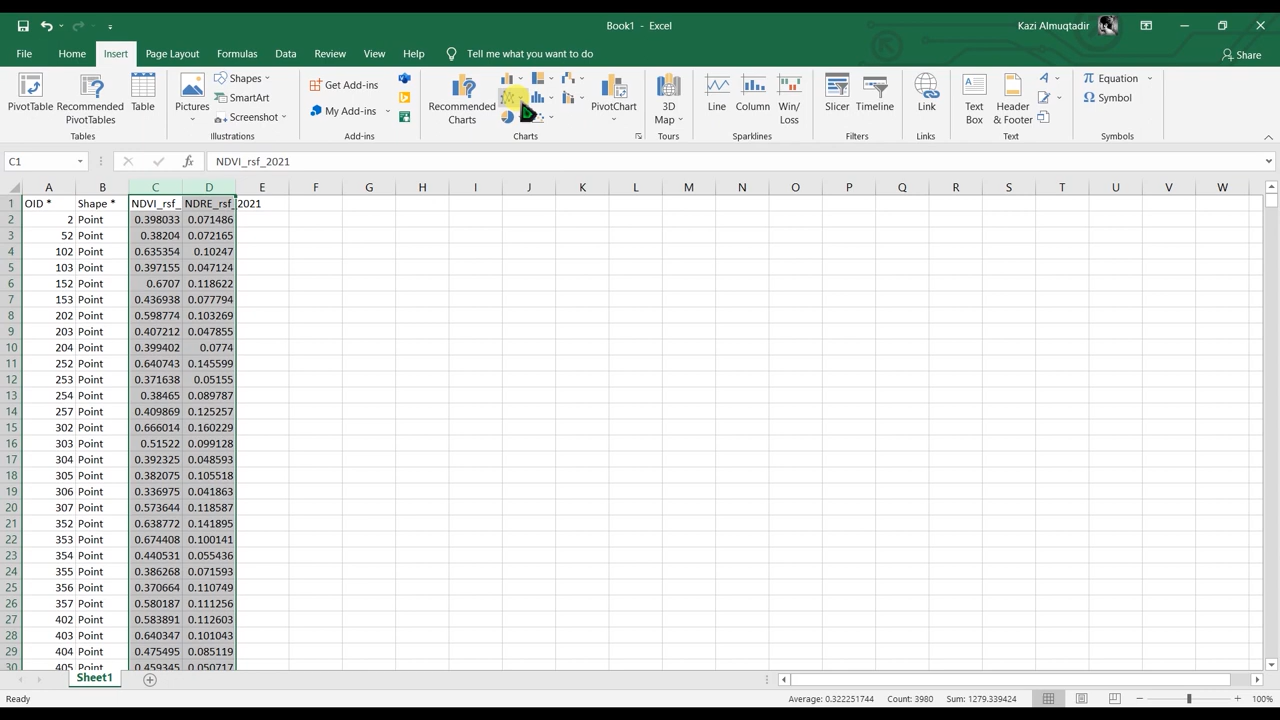 Book1 - Excel
Kazi Almuqtadir
File Home Insert Page Layout Formulas Data Review View Help Tell me what you want to do Share
PivotTable Recommended PivotTables Table
Tables
Pictures Shapes SmartArt Screenshot
Illustrations
Get Add-ins
My Add-ins
Add-ins
Recommended Charts
PivotChart
Charts
3D Map
Tours
Line Column Win/Loss
Sparklines
Slicer Timeline
Filters
Link
Links
Text Box Header & Footer
Text
Equation
Symbol
Symbols
C1 fx NDVI_rsf_2021
A B C D E F G H I J K L M N O P Q R S T U V W
1 OID * Shape * NDVI_rsf_ NDRE_rsf_2021
2 2 Point 0.398033 0.071486
3 52 Point 0.38204 0.072165
4 102 Point 0.635354 0.10247
5 103 Point 0.397155 0.047124
6 152 Point 0.6707 0.118622
7 153 Point 0.436938 0.077794
8 202 Point 0.598774 0.103269
9 203 Point 0.407212 0.047855
10 204 Point 0.399402 0.0774
11 252 Point 0.640743 0.145599
12 253 Point 0.371638 0.05155
13 254 Point 0.38465 0.089787
14 257 Point 0.409869 0.125257
15 302 Point 0.666014 0.160229
16 303 Point 0.51522 0.099128
17 304 Point 0.392325 0.048593
18 305 Point 0.382075 0.105518
19 306 Point 0.336975 0.041863
20 307 Point 0.573644 0.118587
21 352 Point 0.638772 0.141895
22 353 Point 0.674408 0.100141
23 354 Point 0.440531 0.055436
24 355 Point 0.386268 0.071593
25 356 Point 0.370664 0.110749
26 357 Point 0.580187 0.111256
27 402 Point 0.583891 0.112603
28 403 Point 0.640347 0.101043
29 404 Point 0.475495 0.085119
30 405 Point 0.459345 0.050717
Sheet1
Ready Average: 0.322251744 Count: 3980 Sum: 1279.339424 100%